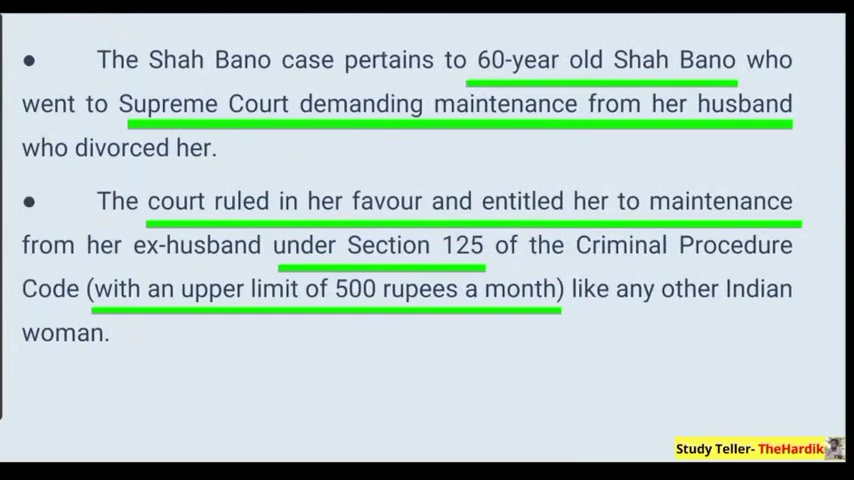 ● The Shah Bano case pertains to 60-year old Shah Bano who
went to Supreme Court demanding maintenance from her husband
who divorced her.
● The court ruled in her favour and entitled her to maintenance
from her ex-husband under Section 125 of the Criminal Procedure
Code (with an upper limit of 500 rupees a month) like any other Indian
woman.
Study Teller- TheHardik